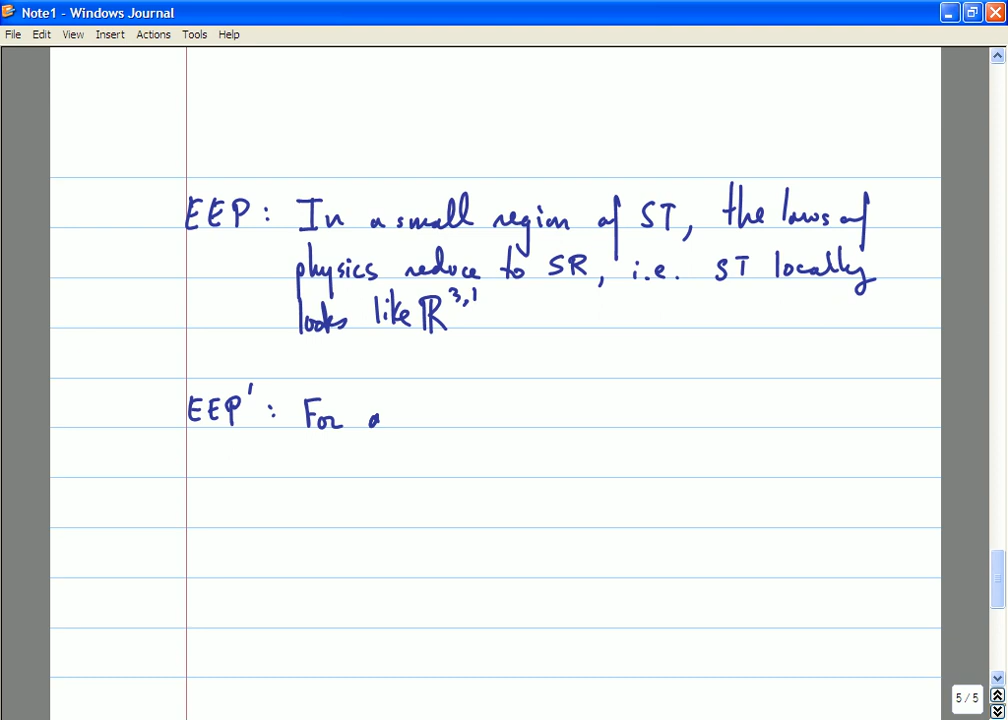 Note1 - Windows Journal
File Edit View Insert Actions Tools Help
EEP: In a small region of ST, the laws of
physics reduce to SR, i.e. ST locally
looks like ℝ^3,1
EEP': For a
5/5